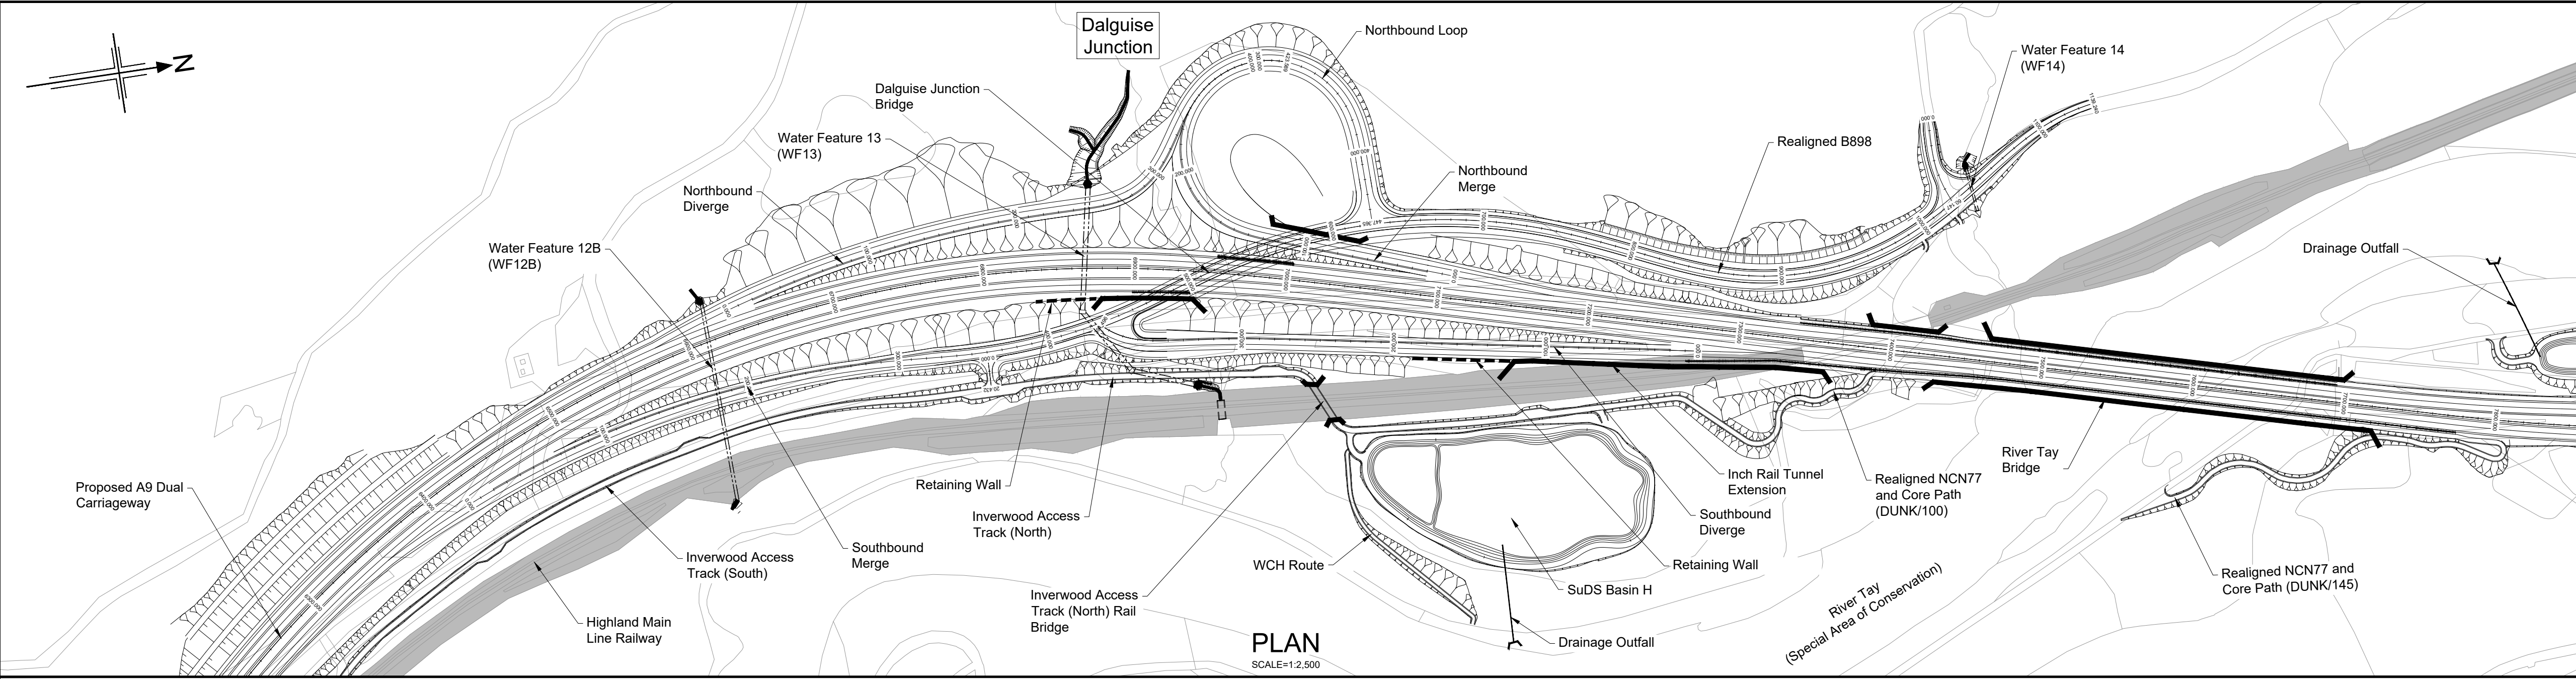 N
Dalguise
Junction
Northbound Loop
Water Feature 14
(WF14)
Dalguise Junction
Bridge
Water Feature 13
(WF13)
Realigned B898
Northbound
Merge
Northbound
Diverge
Water Feature 12B
(WF12B)
Drainage Outfall
Proposed A9 Dual
Carriageway
Retaining Wall
Inverwood Access
Track (North)
Inverwood Access
Track (South)
Southbound
Merge
Highland Main
Line Railway
Inverwood Access
Track (North) Rail
Bridge
WCH Route
SuDS Basin H
Drainage Outfall
Retaining Wall
Southbound
Diverge
Inch Rail Tunnel
Extension
Realigned NCN77
and Core Path
(DUNK/100)
River Tay
Bridge
River Tay
(Special Area of Conservation)
Realigned NCN77 and
Core Path (DUNK/145)
PLAN
SCALE=1:2,500